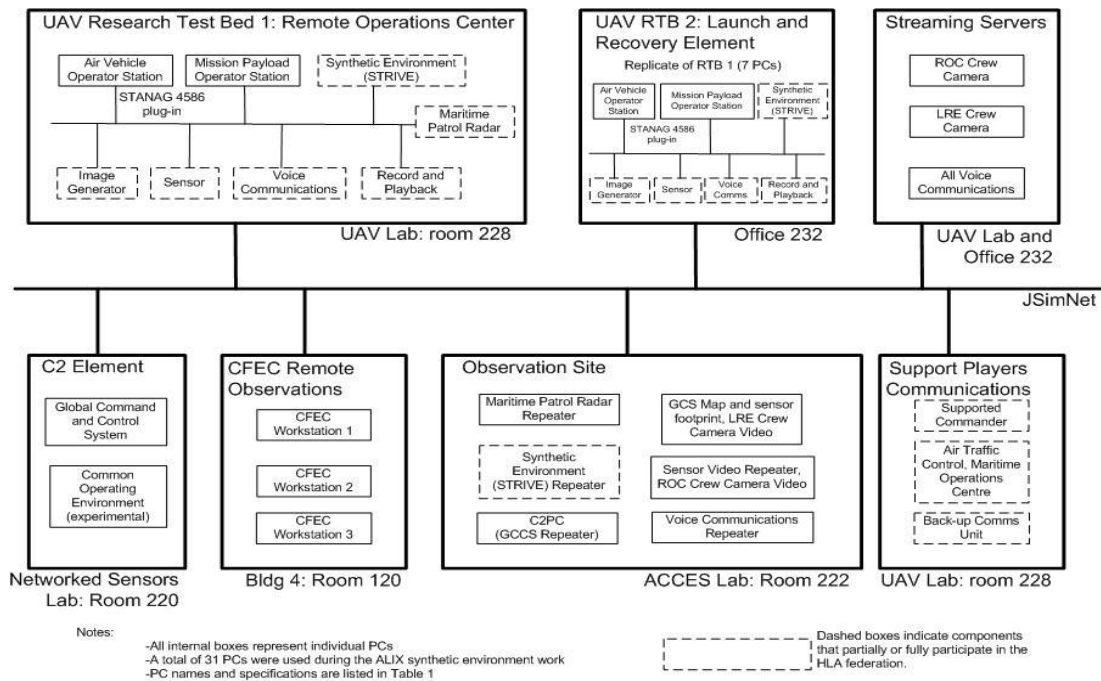 UAV Research Test Bed 1: Remote Operations Center
Air Vehicle
Operator Station
Mission Payload
Operator Station
Synthetic Environment
(STRIVE)
STANAG 4586
plug-in
Maritime
Patrol Radar
Image
Generator
Sensor
Voice
Communications
Record and
Playback
UAV Lab: room 228
UAV RTB 2: Launch and
Recovery Element
Replicate of RTB 1 (7 PCs)
Air Vehicle
Operator Station
Mission Payload
Operator Station
Synthetic
Environment
(STRIVE)
STANAG 4586
plug-in
Image
Generator
Sensor
Voice
Comms
Record and
Playback
Office 232
Streaming Servers
ROC Crew
Camera
LRE Crew
Camera
All Voice
Communications
UAV Lab and
Office 232
JSimNet
C2 Element
Global Command
and Control
System
Common
Operating
Environment
(experimental)
Networked Sensors
Lab: Room 220
CFEC Remote
Observations
CFEC
Workstation 1
CFEC
Workstation 2
CFEC
Workstation 3
Bldg 4: Room 120
Observation Site
Maritime Patrol Radar
Repeater
GCS Map and sensor
footprint, LRE Crew
Camera Video
Synthetic
Environment
(STRIVE) Repeater
Sensor Video Repeater,
ROC Crew Camera Video
C2PC
(GCCS Repeater)
Voice Communications
Repeater
ACCES Lab: Room 222
Support Players
Communications
Supported
Commander
Air Traffic
Control, Maritime
Operations
Centre
Back-up Comms
Unit
UAV Lab: room 228
Notes:
-All internal boxes represent individual PCs
-A total of 31 PCs were used during the ALIX synthetic environment work
-PC names and specifications are listed in Table 1
Dashed boxes indicate components
that partially or fully participate in the
HLA federation.